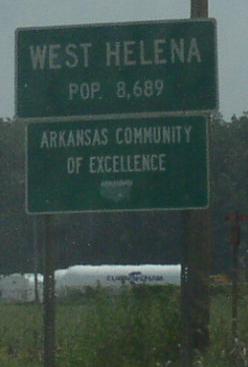 WEST HELENA
POP. 8,689
ARKANSAS COMMUNITY
OF EXCELLENCE